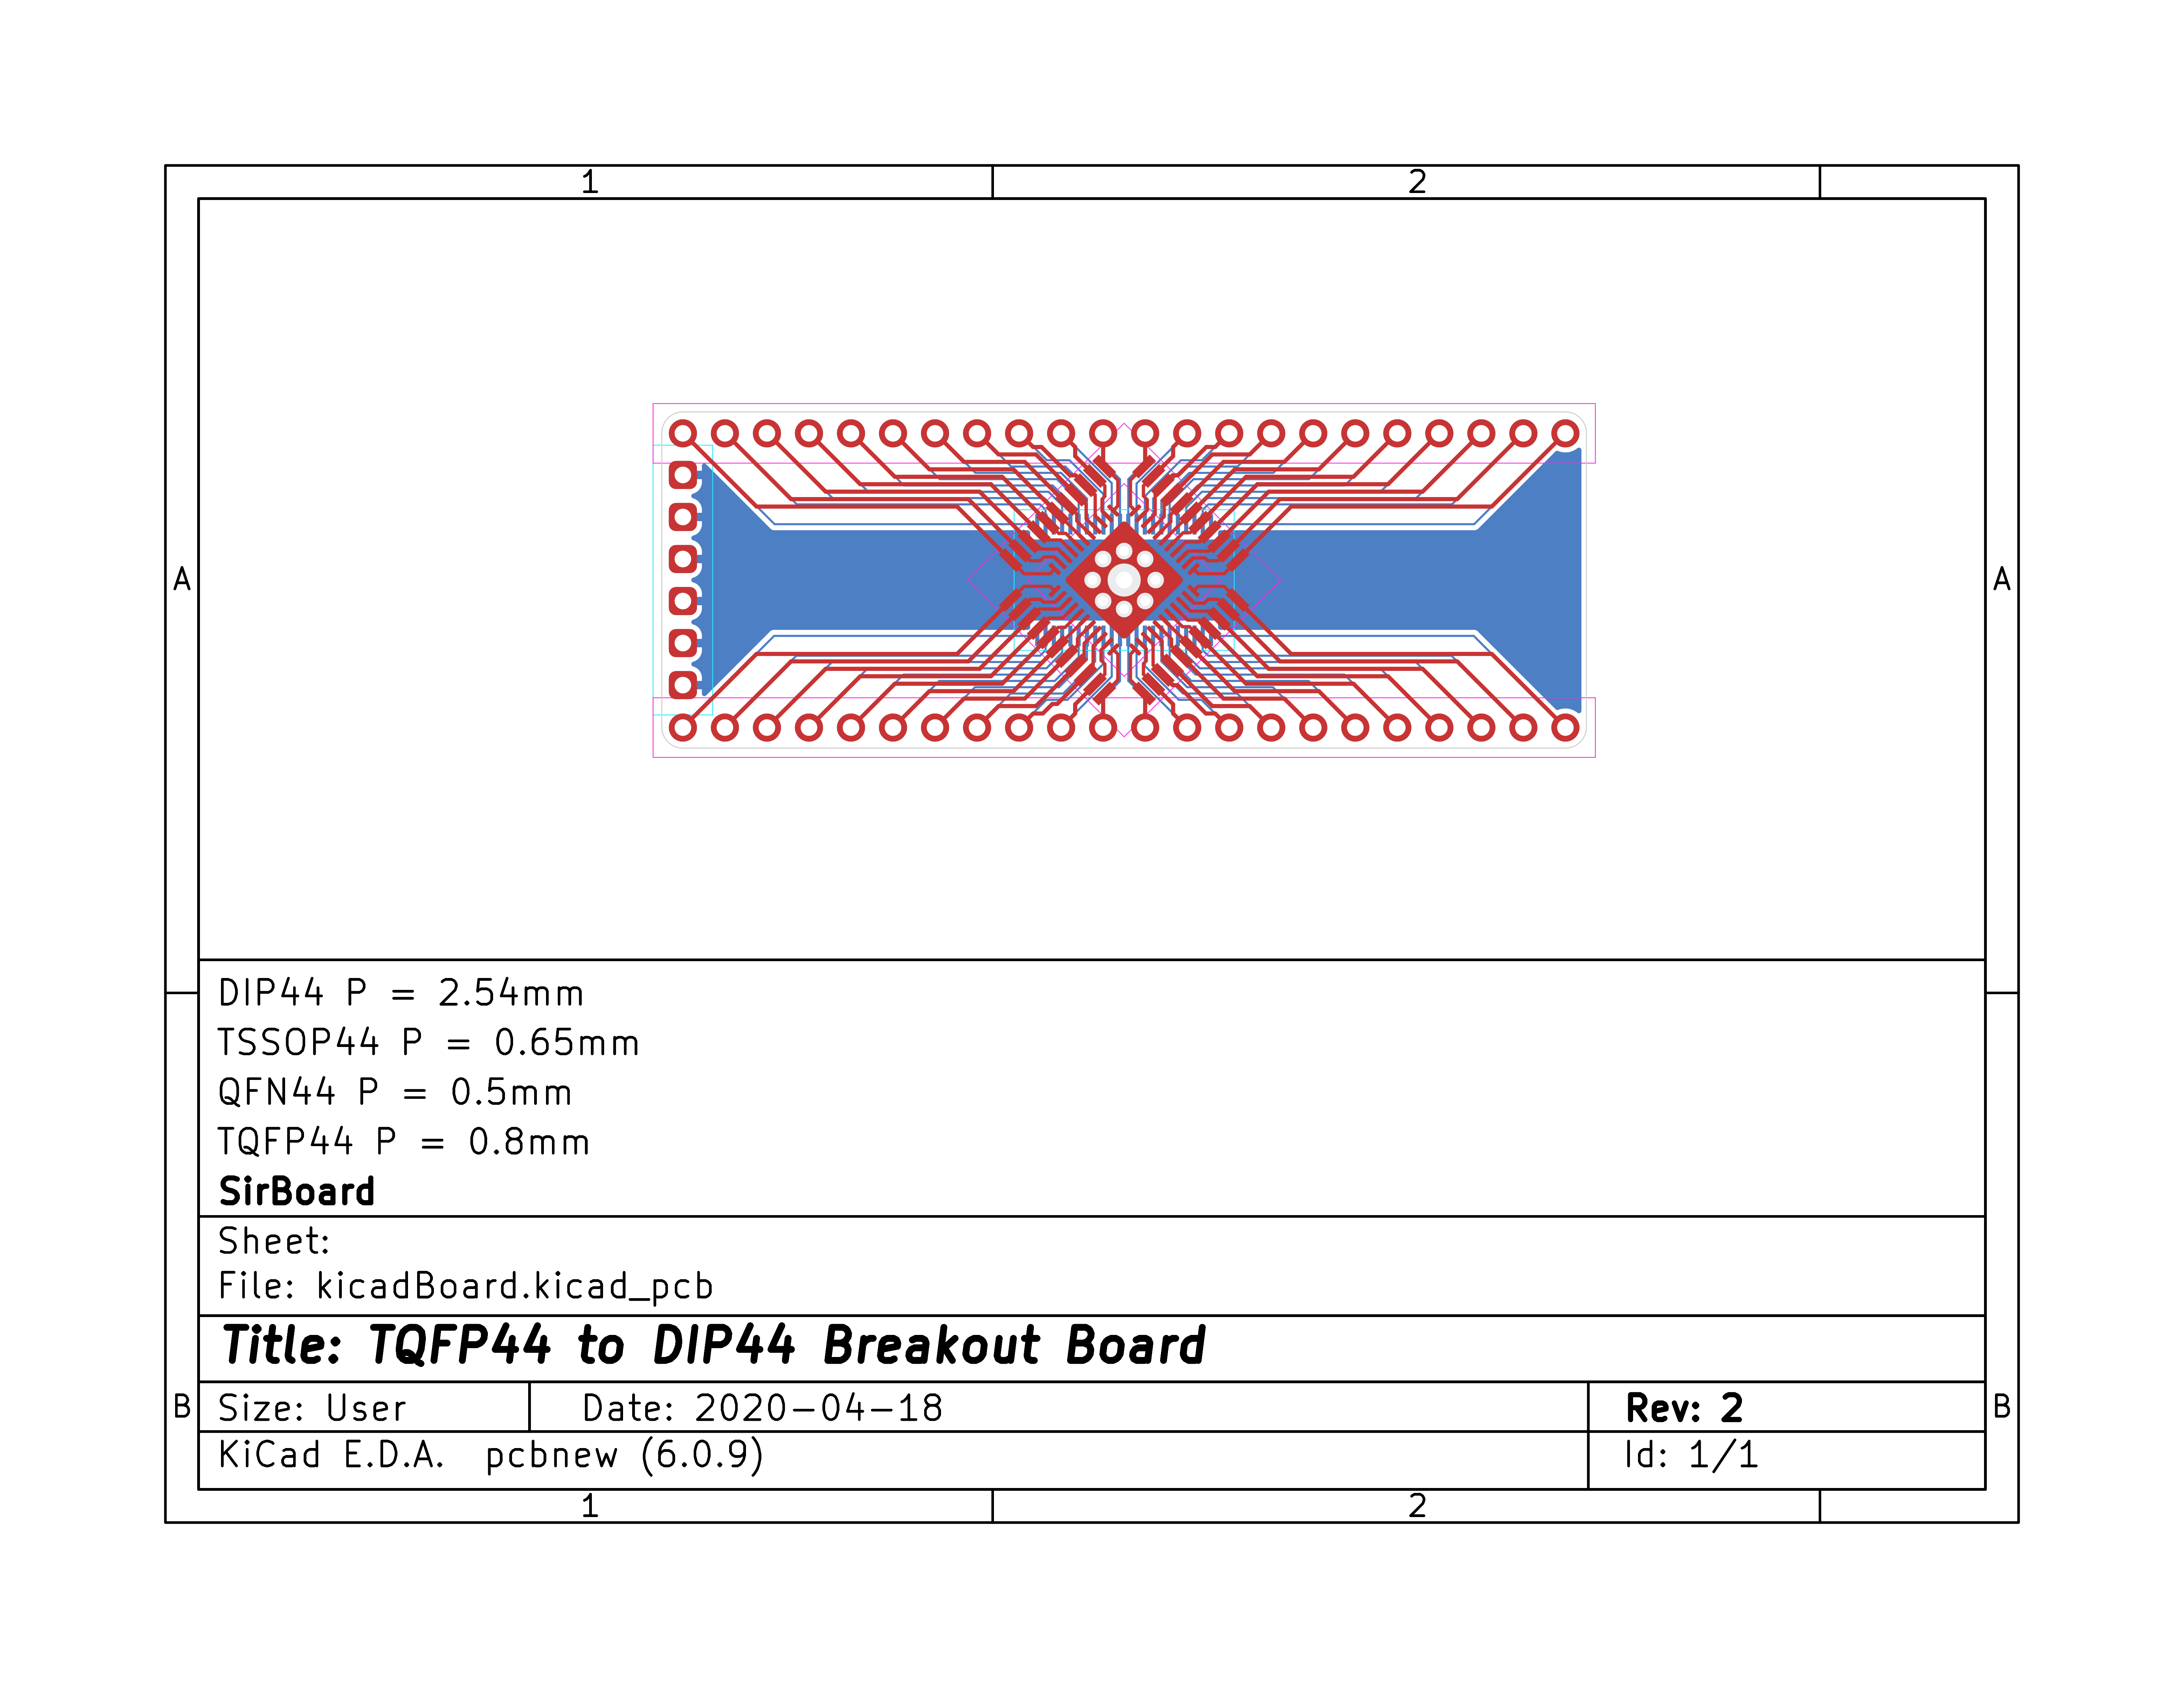 1 2
A A
DIP44 P = 2.54mm
TSSOP44 P = 0.65mm
QFN44 P = 0.5mm
TQFP44 P = 0.8mm
SirBoard
Sheet:
File: kicadBoard.kicad_pcb
Title: TQFP44 to DIP44 Breakout Board
B Size: User Date: 2020-04-18 Rev: 2 B
KiCad E.D.A. pcbnew (6.0.9) Id: 1/1
1 2